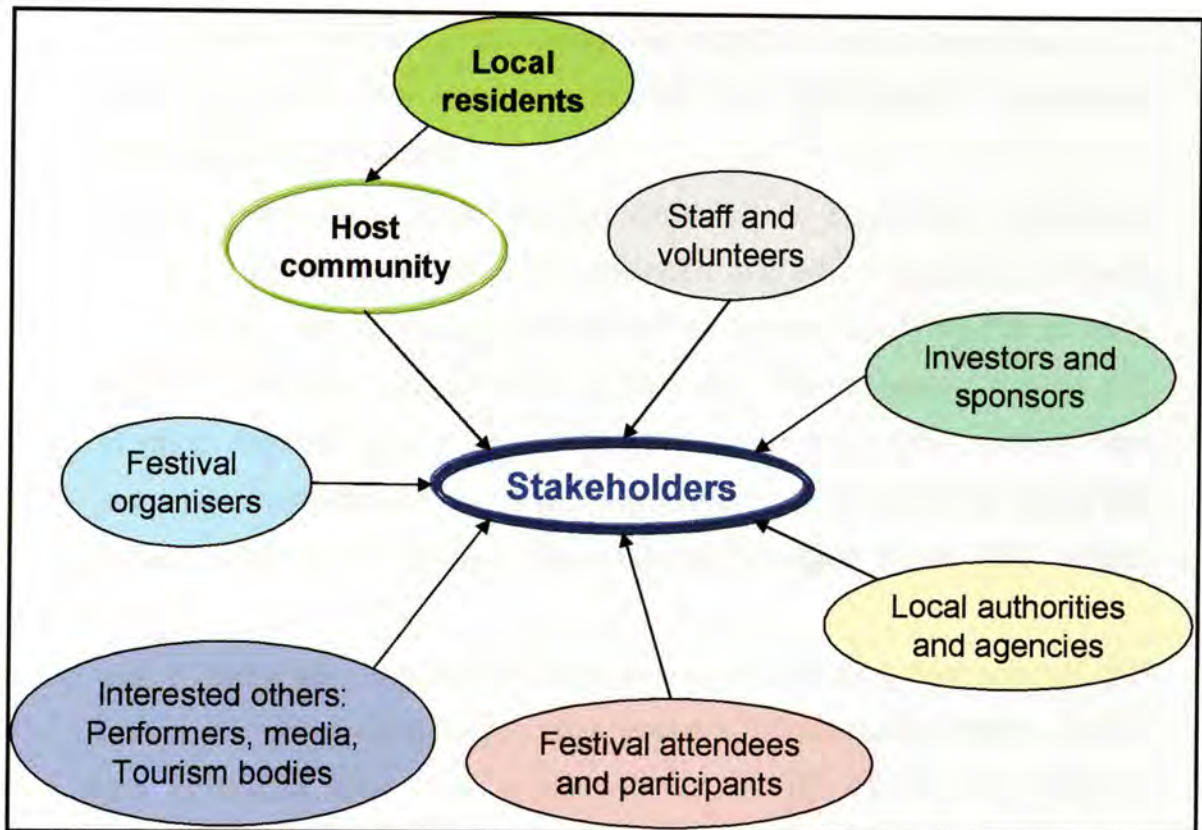 Local
residents
Host
community
Staff and
volunteers
Investors and
sponsors
Festival
organisers
Stakeholders
Local authorities
and agencies
Interested others:
Performers, media,
Tourism bodies
Festival attendees
and participants